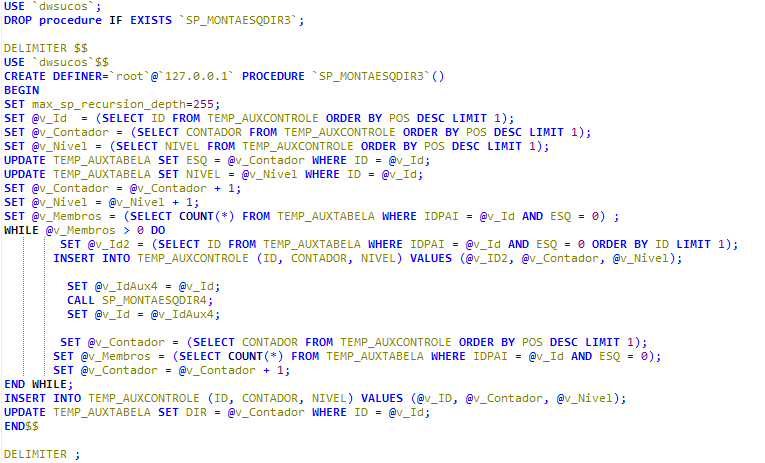 USE `dwsucos`;
DROP procedure IF EXISTS `SP_MONTAESQDIR3`;
DELIMITER $$
USE `dwsucos`$$
CREATE DEFINER=`root`@`127.0.0.1` PROCEDURE `SP_MONTAESQDIR3`()
BEGIN
SET max_sp_recursion_depth=255;
SET @v_Id  = (SELECT ID FROM TEMP_AUXCONTROLE ORDER BY POS DESC LIMIT 1);
SET @v_Contador = (SELECT CONTADOR FROM TEMP_AUXCONTROLE ORDER BY POS DESC LIMIT 1);
SET @v_Nivel = (SELECT NIVEL FROM TEMP_AUXCONTROLE ORDER BY POS DESC LIMIT 1);
UPDATE TEMP_AUXTABELA SET ESQ = @v_Contador WHERE ID = @v_Id;
UPDATE TEMP_AUXTABELA SET NIVEL = @v_Nivel WHERE ID = @v_Id;
SET @v_Contador = @v_Contador + 1;
SET @v_Nivel = @v_Nivel + 1;
SET @v_Membros = (SELECT COUNT(*) FROM TEMP_AUXTABELA WHERE IDPAI = @v_Id AND ESQ = 0) ;
WHILE @v_Membros > 0 DO
SET @v_Id2 = (SELECT ID FROM TEMP_AUXTABELA WHERE IDPAI = @v_Id AND ESQ = 0 ORDER BY ID LIMIT 1);
INSERT INTO TEMP_AUXCONTROLE (ID, CONTADOR, NIVEL) VALUES (@v_ID2, @v_Contador, @v_Nivel);
SET @v_IdAux4 = @v_Id;
CALL SP_MONTAESQDIR4;
SET @v_Id = @v_IdAux4;
SET @v_Contador = (SELECT CONTADOR FROM TEMP_AUXCONTROLE ORDER BY POS DESC LIMIT 1);
SET @v_Membros = (SELECT COUNT(*) FROM TEMP_AUXTABELA WHERE IDPAI = @v_Id AND ESQ = 0);
SET @v_Contador = @v_Contador + 1;
END WHILE;
INSERT INTO TEMP_AUXCONTROLE (ID, CONTADOR, NIVEL) VALUES (@v_ID, @v_Contador, @v_Nivel);
UPDATE TEMP_AUXTABELA SET DIR = @v_Contador WHERE ID = @v_Id;
END$$
DELIMITER ;